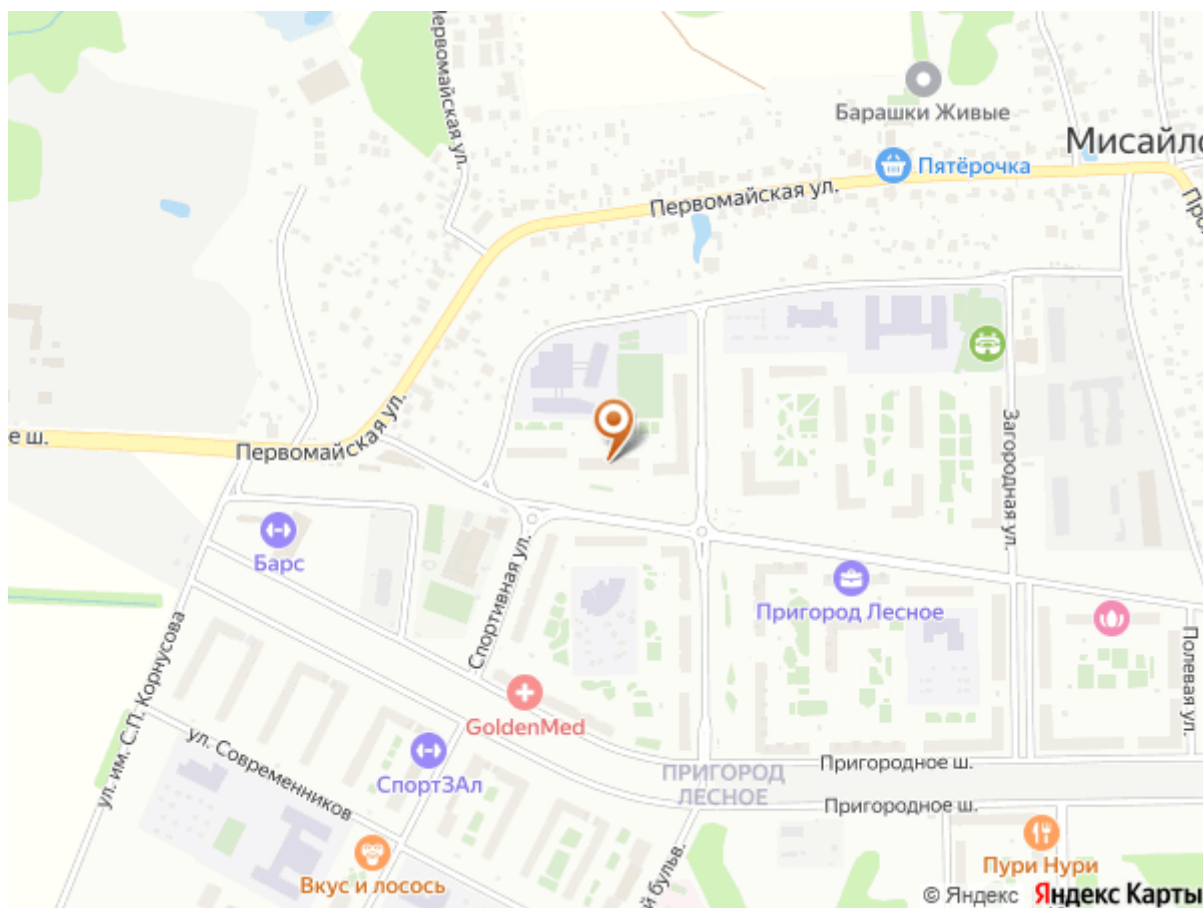 Первомайская ул.
Барашки Живые
Мисайло
Пятёрочка
Первомайская ул.
е ш.
Первомайская ул.
Загородная ул.
Барс
Спортивная ул.
Пригород Лесное
ул. им. С.П. Корнусова
Полевая ул.
GoldenMed
ул. Современников
СпортЗАл
ПРИГОРОД
ЛЕСНОЕ
Пригородное ш.
Пригородное ш.
Пури Нури
Вкус и лосось
й бульв.
© Яндекс Яндекс Карты